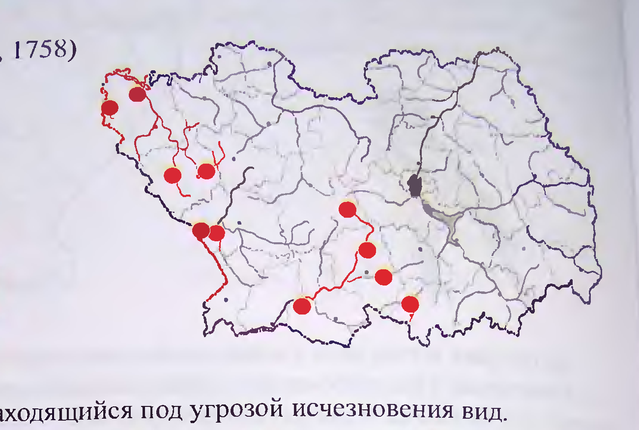 , 1758)
аходящийся под угрозой исчезновения вид.